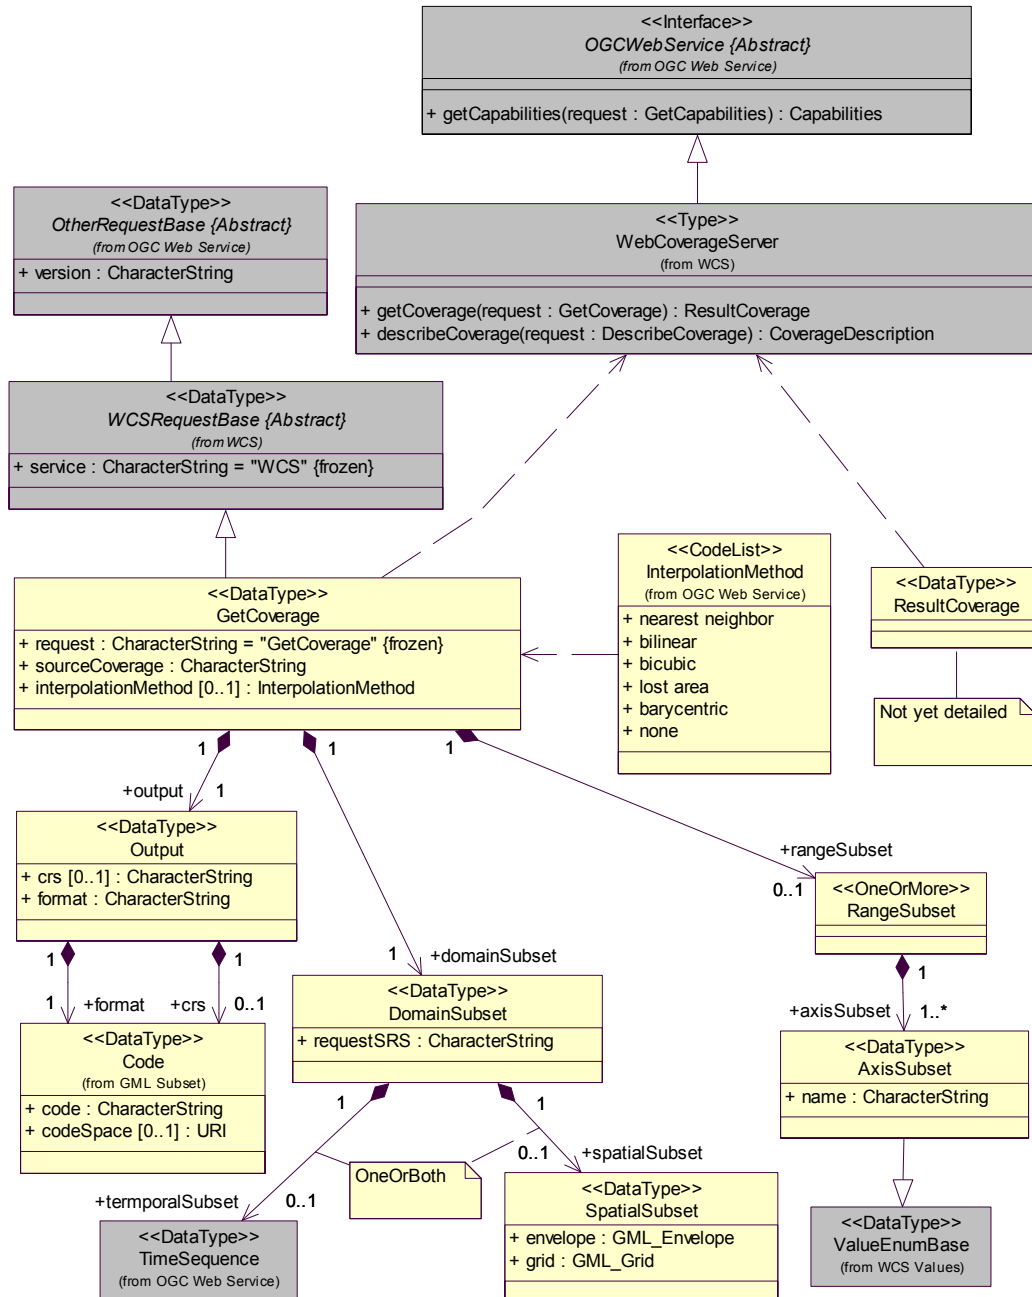 <<Interface>>
OGCWebService {Abstract}
(from OGC Web Service)
+ getCapabilities(request : GetCapabilities) : Capabilities
<<DataType>>
OtherRequestBase {Abstract}
(from OGC Web Service)
+ version : CharacterString
<<Type>>
WebCoverageServer
(from WCS)
+ getCoverage(request : GetCoverage) : ResultCoverage
+ describeCoverage(request : DescribeCoverage) : CoverageDescription
<<DataType>>
WCSRequestBase {Abstract}
(from WCS)
+ service : CharacterString = "WCS" {frozen}
<<DataType>>
GetCoverage
+ request : CharacterString = "GetCoverage" {frozen}
+ sourceCoverage : CharacterString
+ interpolationMethod [0..1] : InterpolationMethod
<<CodeList>>
InterpolationMethod
(from OGC Web Service)
+ nearest neighbor
+ bilinear
+ bicubic
+ lost area
+ barycentric
+ none
<<DataType>>
ResultCoverage
Not yet detailed
1
1
1
+output
1
<<DataType>>
Output
+ crs [0..1] : CharacterString
+ format : CharacterString
+rangeSubset
0..1
<<OneOrMore>>
RangeSubset
1
1
1
+domainSubset
1
+format
+crs
0..1
1
+axisSubset
1..*
<<DataType>>
Code
(from GML Subset)
+ code : CharacterString
+ codeSpace [0..1] : URI
<<DataType>>
DomainSubset
+ requestSRS : CharacterString
<<DataType>>
AxisSubset
+ name : CharacterString
1
1
OneOrBoth
0..1
+spatialSubset
+termporalSubset
0..1
<<DataType>>
TimeSequence
(from OGC Web Service)
<<DataType>>
SpatialSubset
+ envelope : GML_Envelope
+ grid : GML_Grid
<<DataType>>
ValueEnumBase
(from WCS Values)